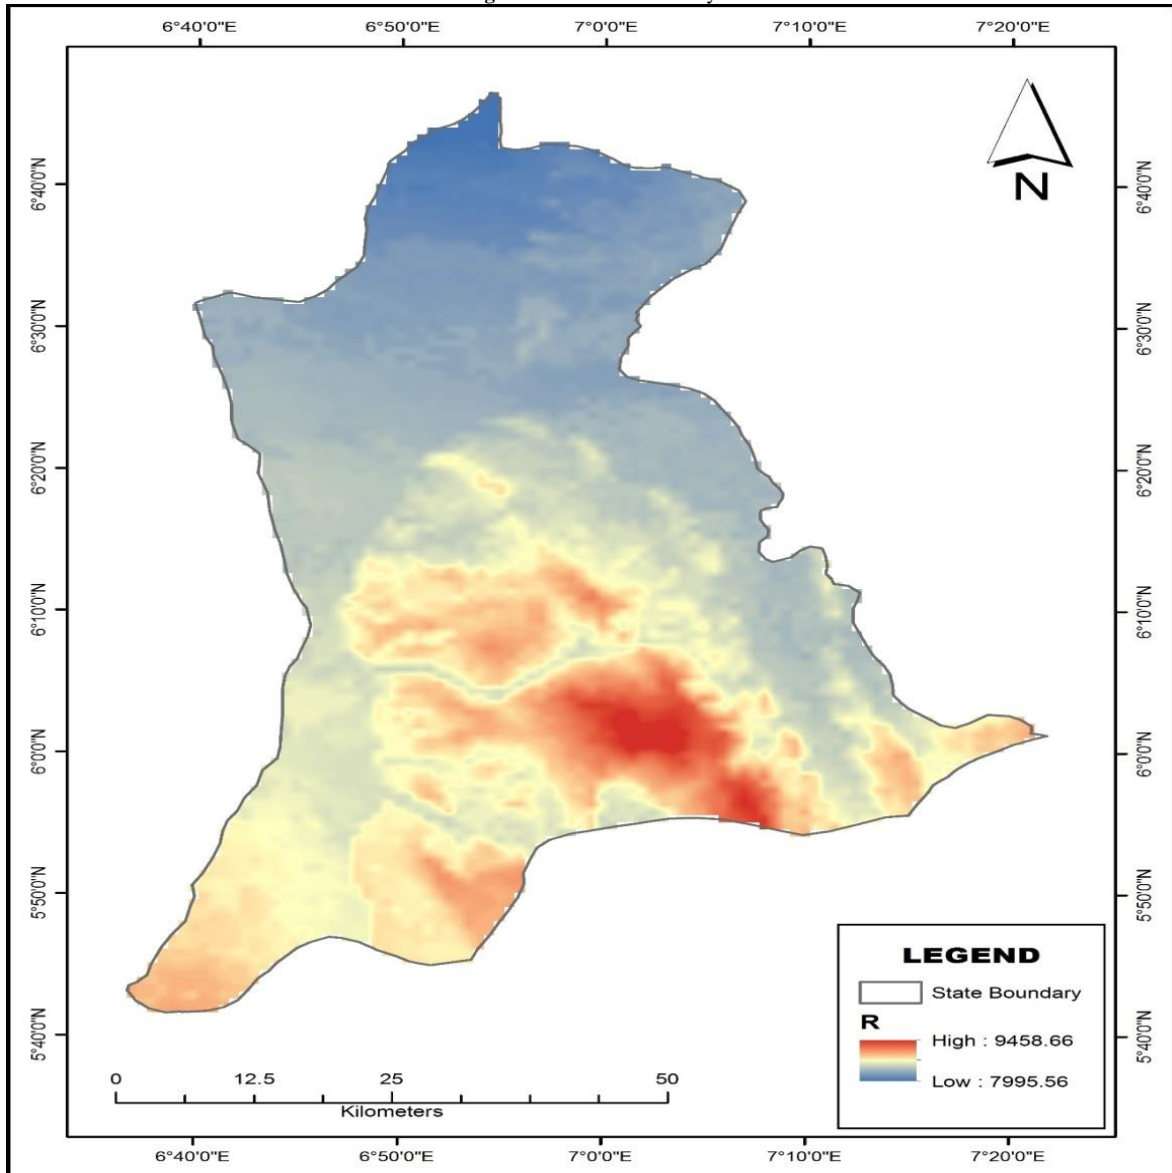 6°40'0"E 6°50'0"E 7°0'0"E 7°10'0"E 7°20'0"E
N
6°40'0"N 6°40'0"N
6°30'0"N 6°30'0"N
6°20'0"N 6°20'0"N
6°10'0"N 6°10'0"N
6°0'0"N 6°0'0"N
5°50'0"N 5°50'0"N
5°40'0"N 5°40'0"N
LEGEND
State Boundary
R
High : 9458.66
Low : 7995.56
0 12.5 25 50
Kilometers
6°40'0"E 6°50'0"E 7°0'0"E 7°10'0"E 7°20'0"E